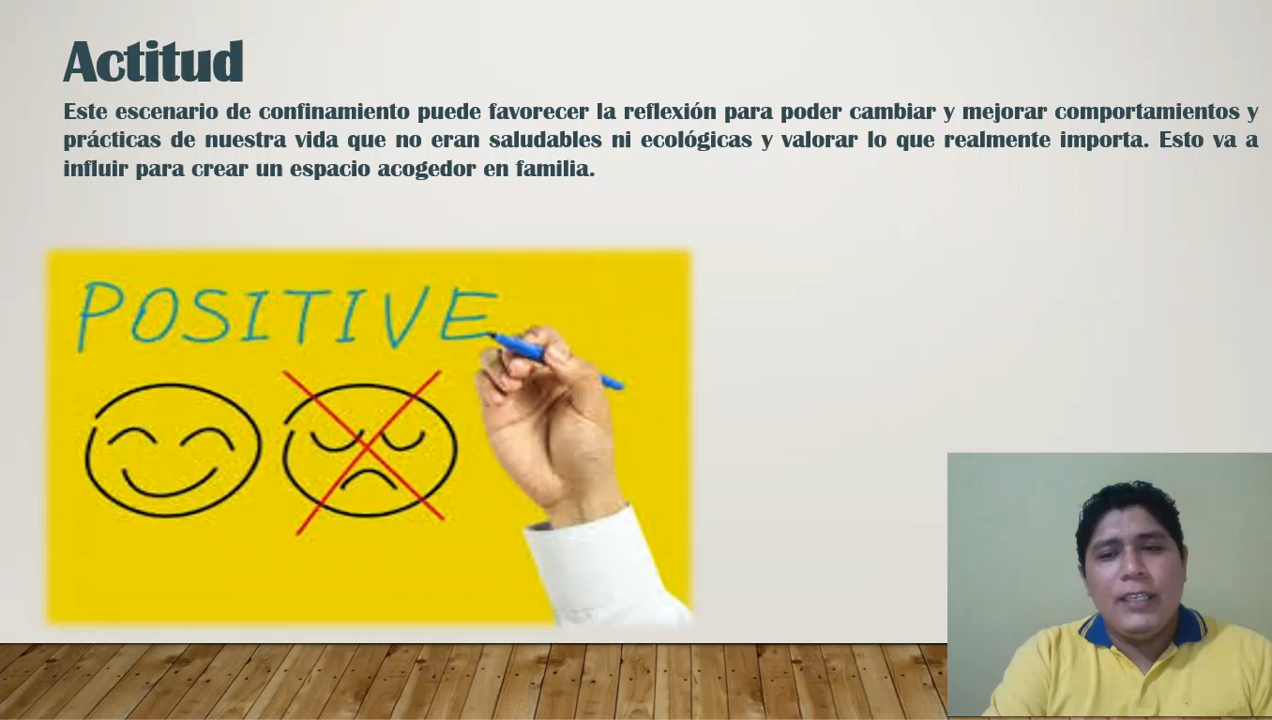 Actitud
Este escenario de confinamiento puede favorecer la reflexión para poder cambiar y mejorar comportamientos y
prácticas de nuestra vida que no eran saludables ni ecológicas y valorar lo que realmente importa. Esto va a
influir para crear un espacio acogedor en familia.
POSITIVE